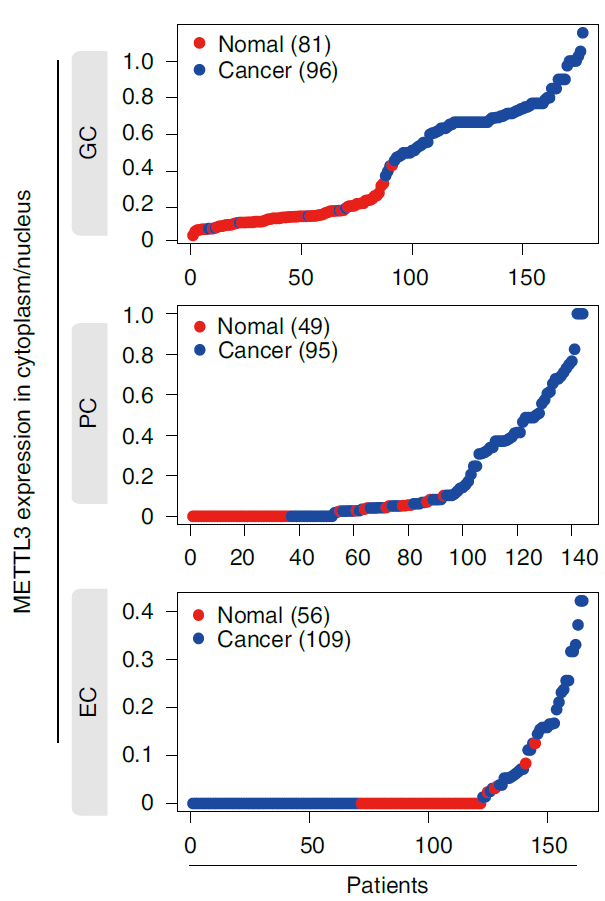 METTL3 expression in cytoplasm/nucleus
GC
Nomal (81)
Cancer (96)
1.0
0.8
0.6
0.4
0.2
0
0 50 100 150
PC
Nomal (49)
Cancer (95)
1.0
0.8
0.6
0.4
0.2
0
0 20 40 60 80 100 120 140
EC
Nomal (56)
Cancer (109)
0.4
0.3
0.2
0.1
0
0 50 100 150
Patients